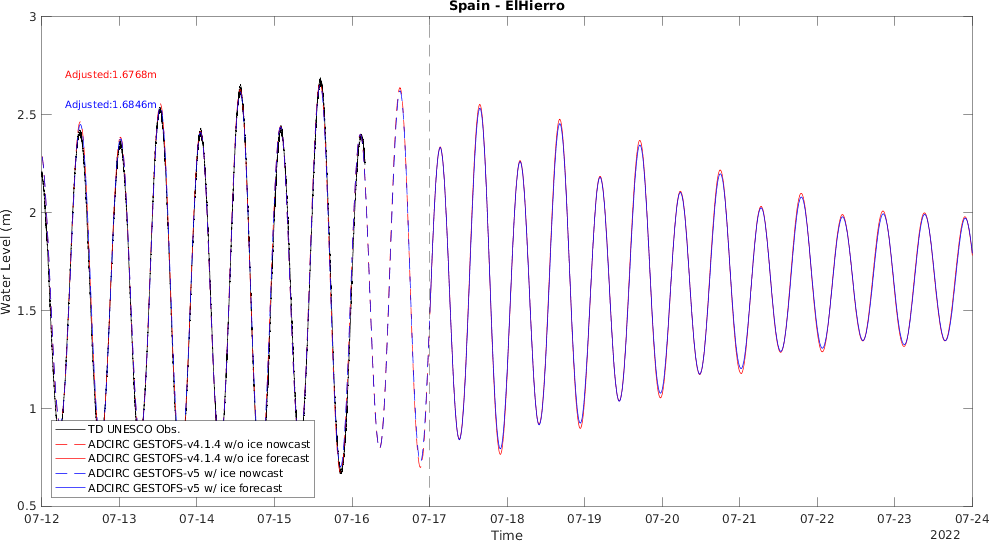 Spain - ElHierro
3
2.5
2
1.5
1
0.5
Water Level (m)
Adjusted:1.6768m
Adjusted:1.6846m
TD UNESCO Obs.
ADCIRC GESTOFS-v4.1.4 w/o ice nowcast
ADCIRC GESTOFS-v4.1.4 w/o ice forecast
ADCIRC GESTOFS-v5 w/ ice nowcast
ADCIRC GESTOFS-v5 w/ ice forecast
07-12 07-13 07-14 07-15 07-16 07-17 07-18 07-19 07-20 07-21 07-22 07-23 07-24
Time
2022